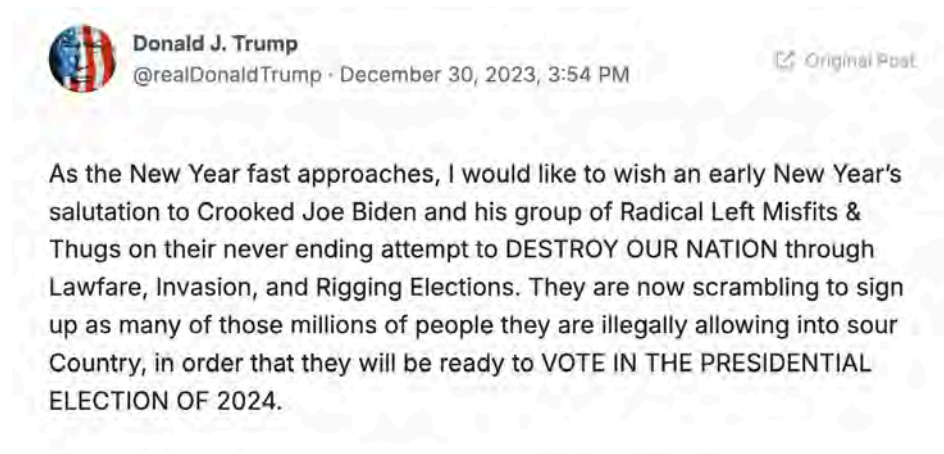 Donald J. Trump
@realDonaldTrump · December 30, 2023, 3:54 PM
Original Post
As the New Year fast approaches, I would like to wish an early New Year's
salutation to Crooked Joe Biden and his group of Radical Left Misfits &
Thugs on their never ending attempt to DESTROY OUR NATION through
Lawfare, Invasion, and Rigging Elections. They are now scrambling to sign
up as many of those millions of people they are illegally allowing into sour
Country, in order that they will be ready to VOTE IN THE PRESIDENTIAL
ELECTION OF 2024.